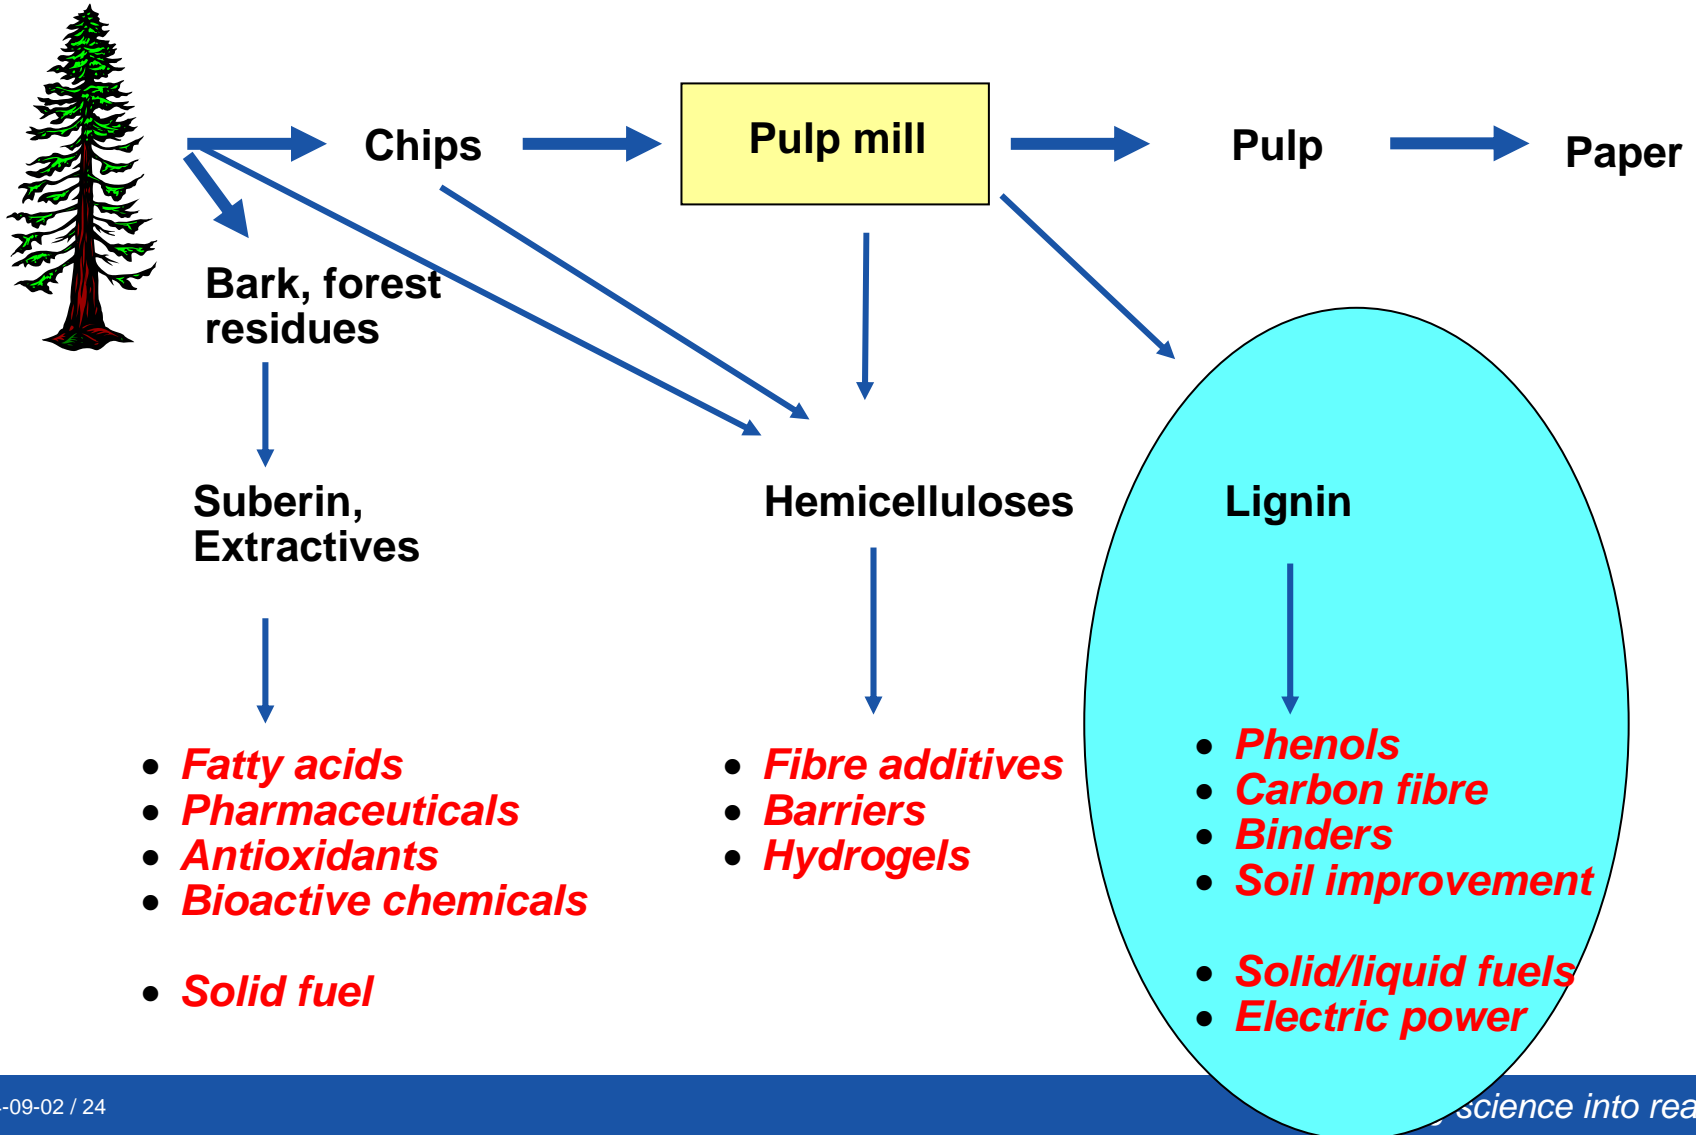 Chips
Pulp mill
Pulp
Paper
Bark, forest
residues
Suberin,
Extractives
Hemicelluloses
Lignin
• Fatty acids
• Pharmaceuticals
• Antioxidants
• Bioactive chemicals
• Solid fuel
• Fibre additives
• Barriers
• Hydrogels
• Phenols
• Carbon fibre
• Binders
• Soil improvement
• Solid/liquid fuels
• Electric power
-09-02 / 24
science into rea